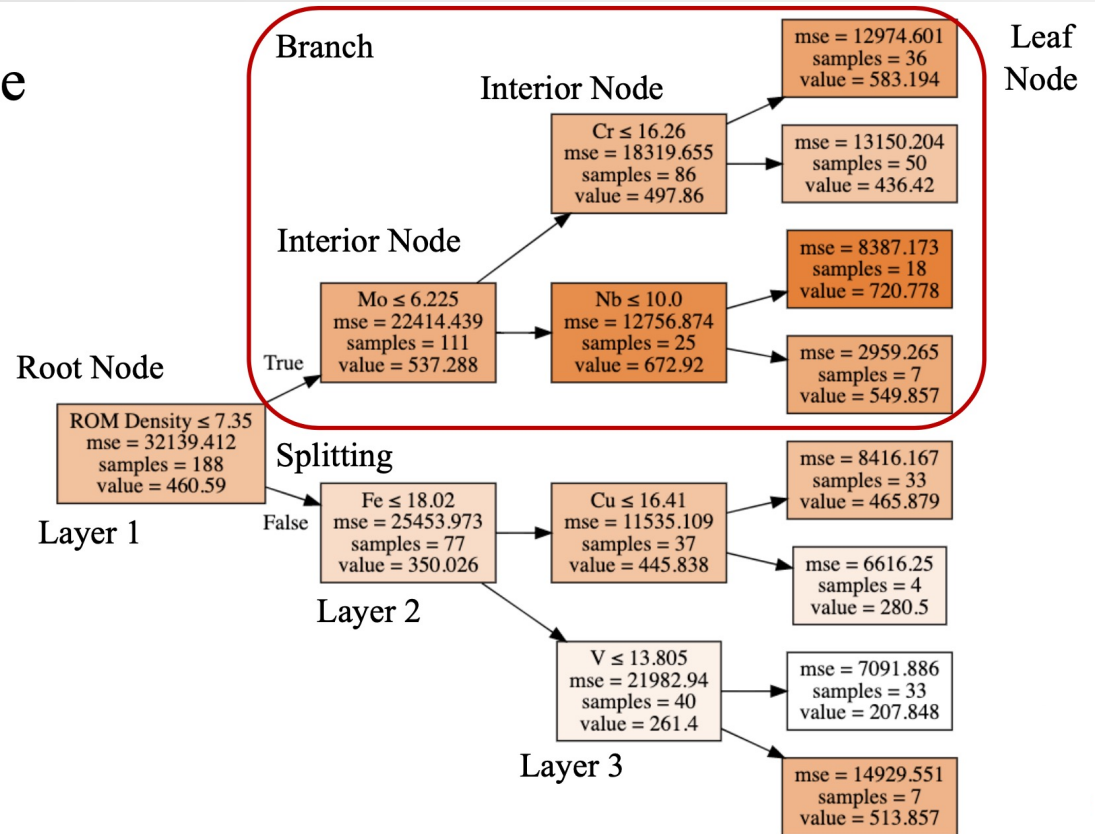 e
Branch
Leaf
Node
Interior Node
mse = 12974.601
samples = 36
value = 583.194
Cr ≤ 16.26
mse = 18319.655
samples = 86
value = 497.86
mse = 13150.204
samples = 50
value = 436.42
Interior Node
Mo ≤ 6.225
mse = 22414.439
samples = 111
value = 537.288
Nb ≤ 10.0
mse = 12756.874
samples = 25
value = 672.92
mse = 8387.173
samples = 18
value = 720.778
mse = 2959.265
samples = 7
value = 549.857
Root Node
True
ROM Density ≤ 7.35
mse = 32139.412
samples = 188
value = 460.59
Layer 1
Splitting
False
Fe ≤ 18.02
mse = 25453.973
samples = 77
value = 350.026
Layer 2
Cu ≤ 16.41
mse = 11535.109
samples = 37
value = 445.838
mse = 8416.167
samples = 33
value = 465.879
mse = 6616.25
samples = 4
value = 280.5
V ≤ 13.805
mse = 21982.94
samples = 40
value = 261.4
Layer 3
mse = 7091.886
samples = 33
value = 207.848
mse = 14929.551
samples = 7
value = 513.857